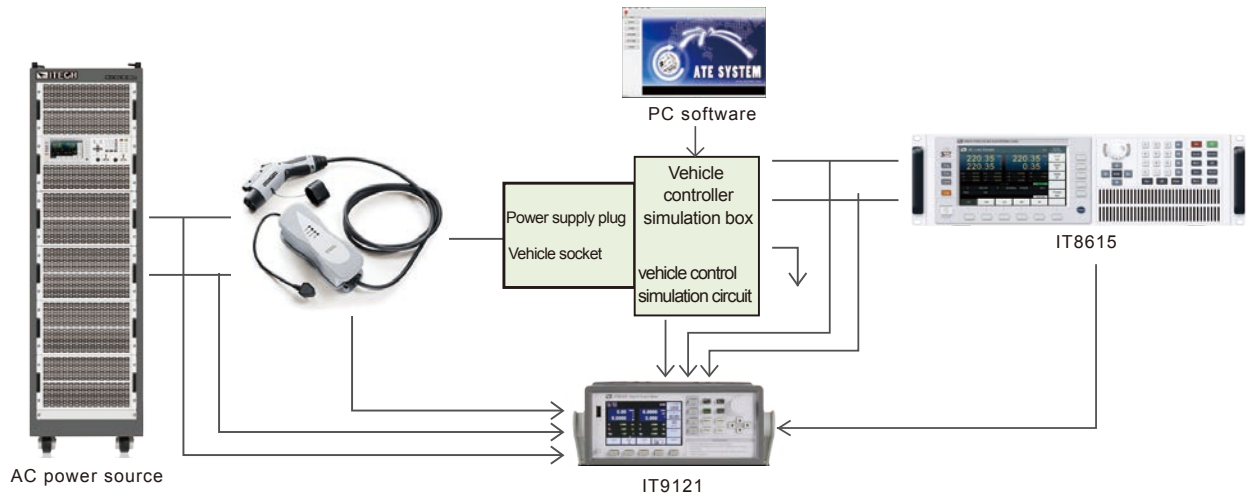 ATE SYSTEM
PC software
ITECH
Vehicle
controller
simulation box
Power supply plug
Vehicle socket
vehicle control
simulation circuit
220.35
220.35
220.35
0.35
IT8615
AC power source
IT9121